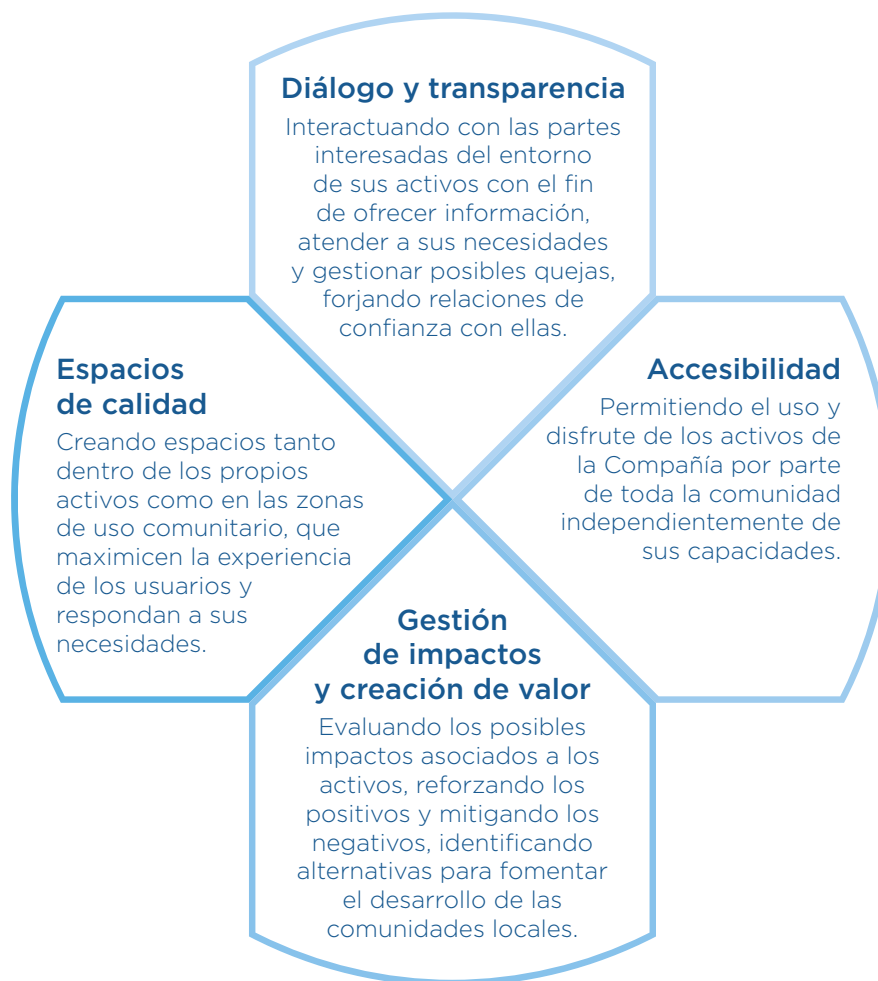 Diálogo y transparencia
Interactuando con las partes
interesadas del entorno
de sus activos con el fin
de ofrecer información,
atender a sus necesidades
y gestionar posibles quejas,
forjando relaciones de
confianza con ellas.
Espacios
de calidad
Creando espacios tanto
dentro de los propios
activos como en las zonas
de uso comunitario, que
maximicen la experiencia
de los usuarios y
respondan a sus
necesidades.
Accesibilidad
Permitiendo el uso y
disfrute de los activos de
la Compañía por parte
de toda la comunidad
independientemente de
sus capacidades.
Gestión
de impactos
y creación de valor
Evaluando los posibles
impactos asociados a los
activos, reforzando los
positivos y mitigando los
negativos, identificando
alternativas para fomentar
el desarrollo de las
comunidades locales.